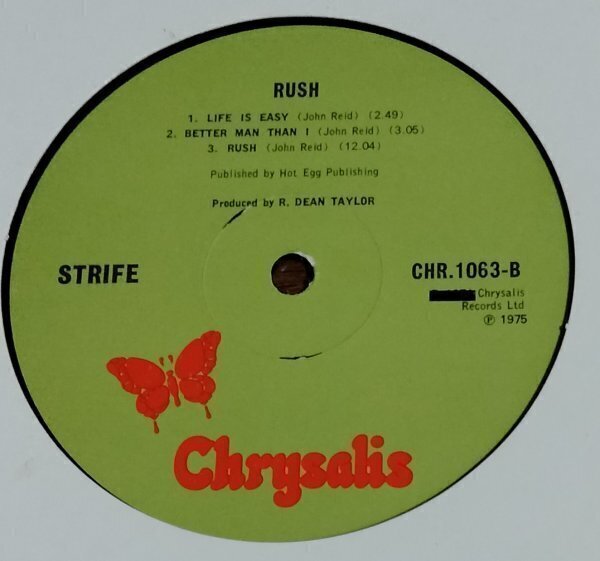 RUSH
1. LIFE IS EASY (John Reid) (2.49)
2. BETTER MAN THAN I (John Reid) (3.05)
3. RUSH (John Reid) (12.04)
Published by Hot Egg Publishing
Produced by R. DEAN TAYLOR
STRIFE
CHR.1063-B
Chrysalis
Records Ltd
℗ 1975
Chrysalis